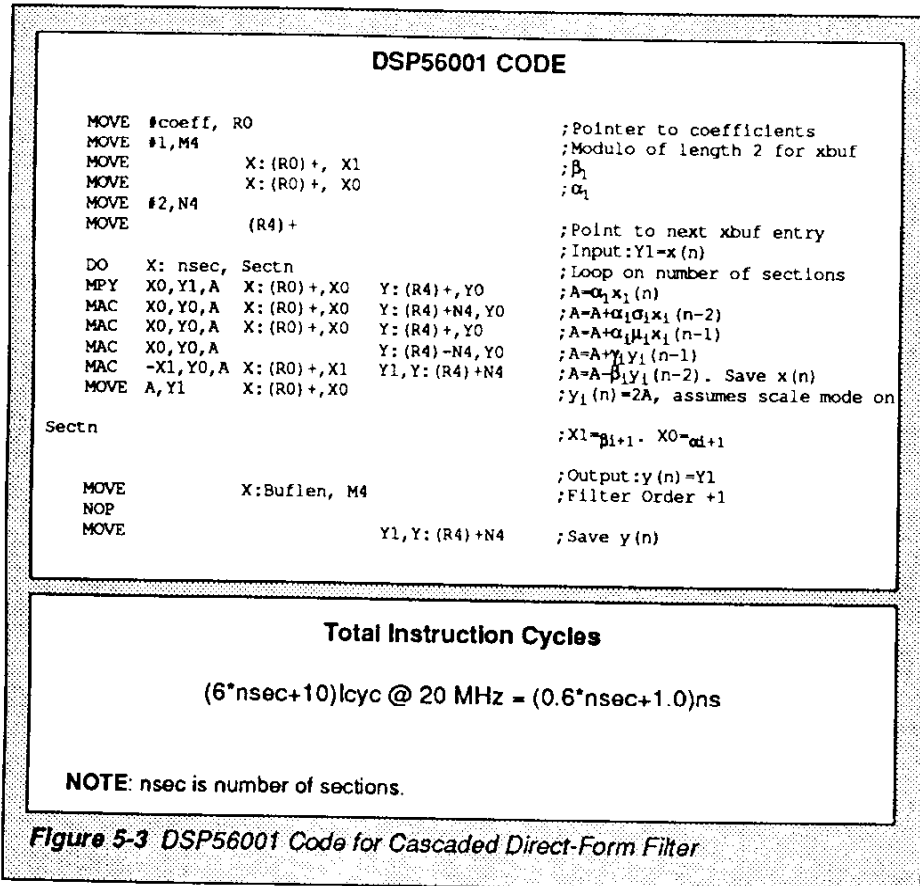 DSP56001 CODE
MOVE #coeff, R0 ;Pointer to coefficients
MOVE #1,M4 ;Modulo of length 2 for xbuf
MOVE X:(R0)+, X1 ;β₁
MOVE X:(R0)+, X0 ;α₁
MOVE #2,N4
MOVE (R4)+ ;Point to next xbuf entry
;Input:Y1=x(n)
DO X: nsec, Sectn ;Loop on number of sections
MPY X0,Y1,A X:(R0)+,X0 Y:(R4)+,Y0 ;A=αᵢxᵢ(n)
MAC X0,Y0,A X:(R0)+,X0 Y:(R4)+N4,Y0 ;A=A+αᵢσᵢxᵢ(n-2)
MAC X0,Y0,A X:(R0)+,X0 Y:(R4)+,Y0 ;A=A+αᵢμᵢxᵢ(n-1)
MAC X0,Y0,A Y:(R4)-N4,Y0 ;A=A+γᵢyᵢ(n-1)
MAC -X1,Y0,A X:(R0)+,X1 Y1,Y:(R4)+N4 ;A=A-βᵢyᵢ(n-2). Save x(n)
MOVE A,Y1 X:(R0)+,X0 ;yᵢ(n)=2A, assumes scale mode on
Sectn ;X1=βi+1. X0=αi+1
;Output:y(n)=Y1
MOVE X:Buflen, M4 ;Filter Order +1
NOP
MOVE Y1,Y:(R4)+N4 ;Save y(n)
Total Instruction Cycles
(6*nsec+10)Icyc @ 20 MHz = (0.6*nsec+1.0)ns
NOTE: nsec is number of sections.
Figure 5-3 DSP56001 Code for Cascaded Direct-Form Filter